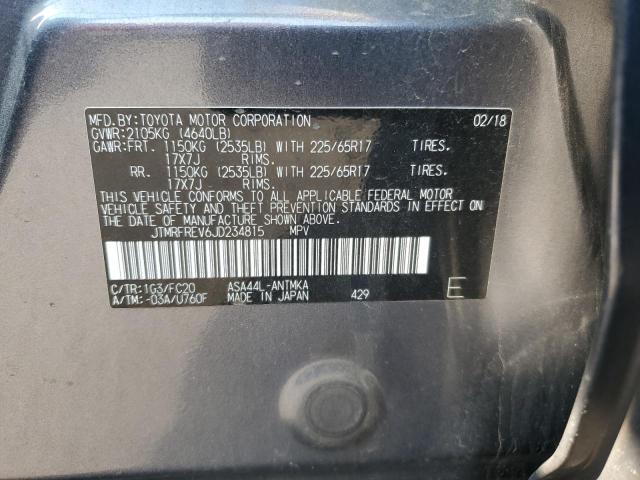 MFD.BY:TOYOTA MOTOR CORPORATION 02/18
GVWR:2105KG (4640LB)
GAWR:FRT. 1150KG (2535LB) WITH 225/65R17 TIRES.
17X7J RIMS.
RR. 1150KG (2535LB) WITH 225/65R17 TIRES.
17X7J RIMS.
THIS VEHICLE CONFORMS TO ALL APPLICABLE FEDERAL MOTOR
VEHICLE SAFETY AND THEFT PREVENTION STANDARDS IN EFFECT ON
THE DATE OF MANUFACTURE SHOWN ABOVE.
JTMRFREV6JD234815 MPV
C/TR:1G3/FC20 ASA44L-ANTMKA
A/TM:-03A/U760F MADE IN JAPAN 429 E